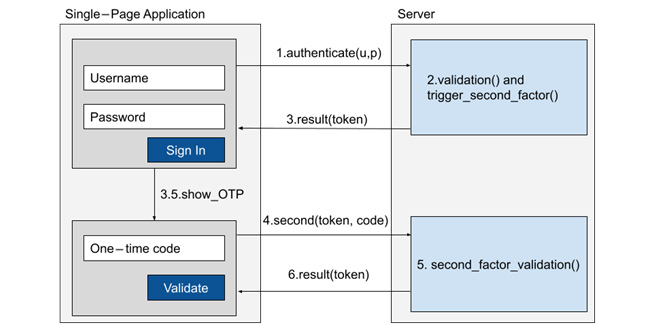 Single–Page Application
Server
1.authenticate(u,p)
Username
2.validation() and
trigger_second_factor()
Password
3.result(token)
Sign In
3.5.show_OTP
4.second(token, code)
One–time code
5. second_factor_validation()
6.result(token)
Validate